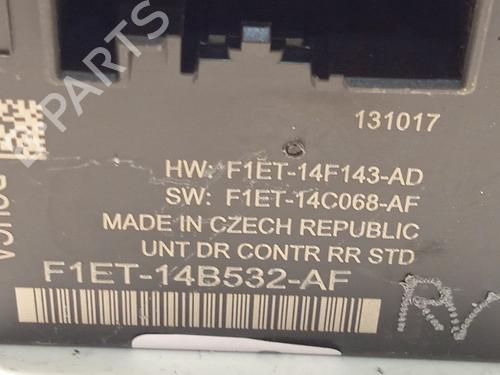 B-PARTS
131017
HW: F1ET-14F143-AD
SW: F1ET-14C068-AF
MADE IN CZECH REPUBLIC
UNT DR CONTR RR STD
F1ET-14B532-AF
RV